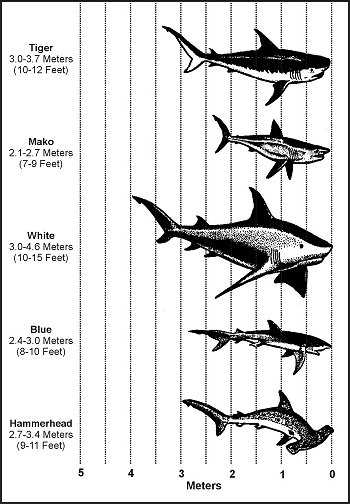 Tiger
3.0-3.7 Meters
(10-12 Feet)
Mako
2.1-2.7 Meters
(7-9 Feet)
White
3.0-4.6 Meters
(10-15 Feet)
Blue
2.4-3.0 Meters
(8-10 Feet)
Hammerhead
2.7-3.4 Meters
(9-11 Feet)
5 4 3 2 1 0
Meters